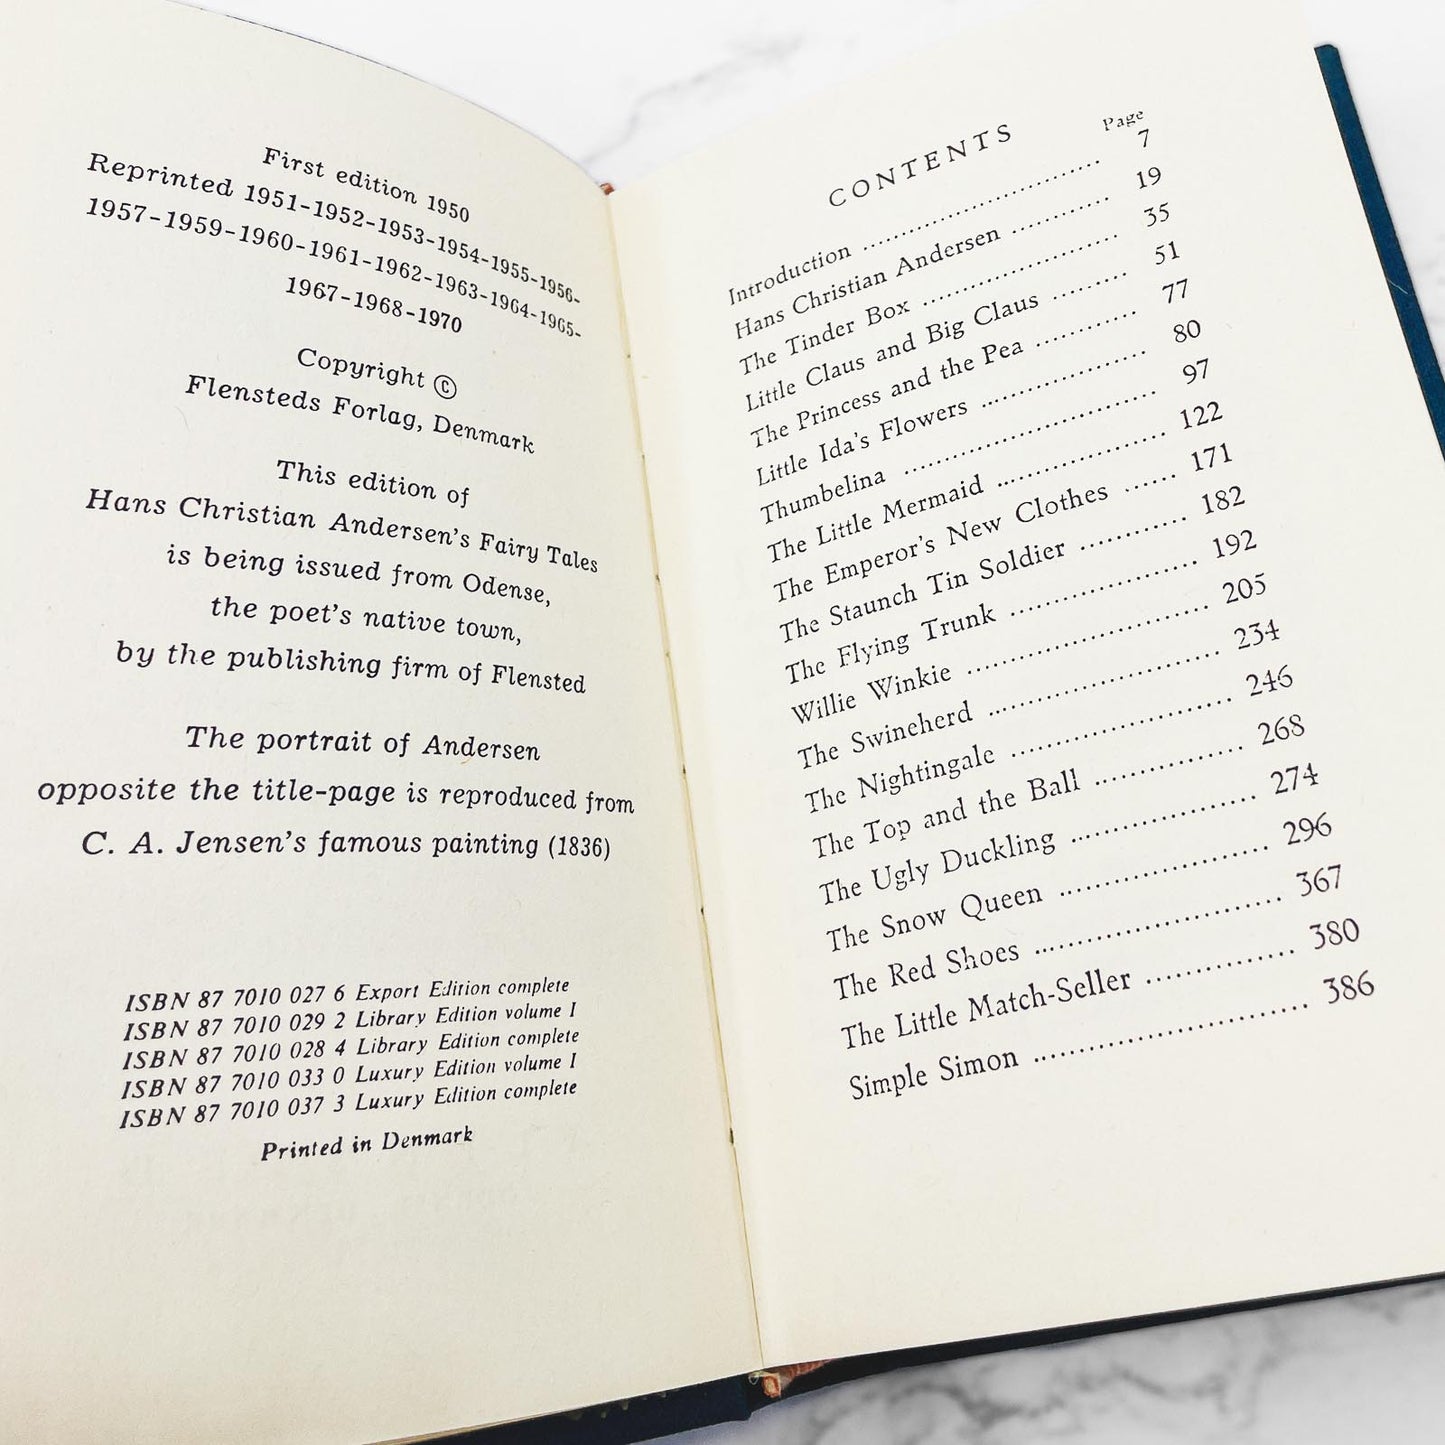 First edition 1950
Reprinted 1951-1952-1953-1954-1955-1956-
1957-1959-1960-1961-1962-1963-1964-1965-
1967-1968-1970
Copyright ©
Flensteds Forlag, Denmark
This edition of
Hans Christian Andersen's Fairy Tales
is being issued from Odense,
the poet's native town,
by the publishing firm of Flensted
The portrait of Andersen
opposite the title-page is reproduced from
C. A. Jensen's famous painting (1836)
ISBN 87 7010 027 6 Export Edition complete
ISBN 87 7010 029 2 Library Edition volume I
ISBN 87 7010 028 4 Library Edition complete
ISBN 87 7010 033 0 Luxury Edition volume I
ISBN 87 7010 037 3 Luxury Edition complete
Printed in Denmark
CONTENTS
Page
Introduction ........................ 7
Hans Christian Andersen ........... 19
The Tinder Box ..................... 35
Little Claus and Big Claus ........ 51
The Princess and the Pea ........... 77
Little Ida's Flowers ................ 80
Thumbelina ........................ 97
The Little Mermaid ................ 122
The Emperor's New Clothes ...... 171
The Staunch Tin Soldier ........... 182
The Flying Trunk .................. 192
Willie Winkie ...................... 205
The Swineherd ..................... 234
The Nightingale .................... 246
The Top and the Ball .............. 268
The Ugly Duckling ................. 274
The Snow Queen ................... 296
The Red Shoes ..................... 367
The Little Match-Seller ............ 380
Simple Simon ....................... 386